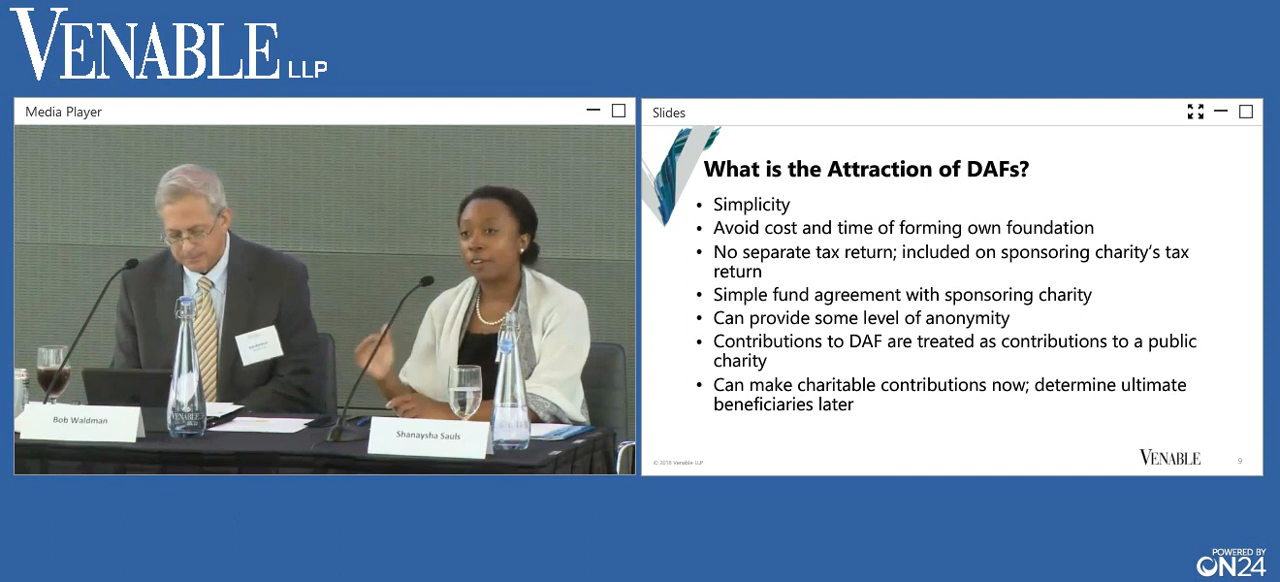 VENABLE LLP
Media Player
Slides
Bob Waldman
Shanaysha Sauls
VENABLE
What is the Attraction of DAFs?
• Simplicity
• Avoid cost and time of forming own foundation
• No separate tax return; included on sponsoring charity's tax
return
• Simple fund agreement with sponsoring charity
• Can provide some level of anonymity
• Contributions to DAF are treated as contributions to a public
charity
• Can make charitable contributions now; determine ultimate
beneficiaries later
VENABLE
9
POWERED BY
ON24